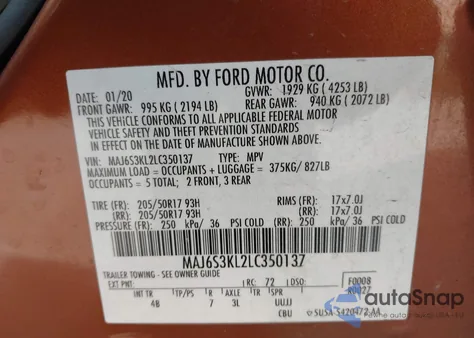 MFD. BY FORD MOTOR CO.
DATE: 01/20 GVWR: 1929 KG ( 4253 LB)
FRONT GAWR: 995 KG ( 2194 LB) REAR GAWR: 940 KG ( 2072 LB)
THIS VEHICLE CONFORMS TO ALL APPLICABLE FEDERAL MOTOR
VEHICLE SAFETY AND BUMPER STANDARDS
IN EFFECT ON THE DATE OF MANUFACTURE SHOWN ABOVE.
VIN: MAJ6S3KL2LC350137 TYPE: MPV
MAXIMUM LOAD = OCCUPANTS + LUGGAGE = 375KG/ 827LB
OCCUPANTS = 5 TOTAL; 2 FRONT, 3 REAR
TIRE (FR): 205/50R17 93H RIMS (FR): 17x7.0J
(RR): 205/50R17 93H (RR): 17x7.0J
PRESSURE (FR): 250 kPa/ 36 PSI COLD (RR): 250 kPa/ 36 PSI COLD
MAJ6S3KL2LC350137
TRAILER TOWING - SEE OWNER GUIDE
EXT PNT: RC: 72 DSO: F0008
R0027
INT TR TP/PS R AXLE TR SPR
4B 7 3L UUJJ
CBU
autoSnap